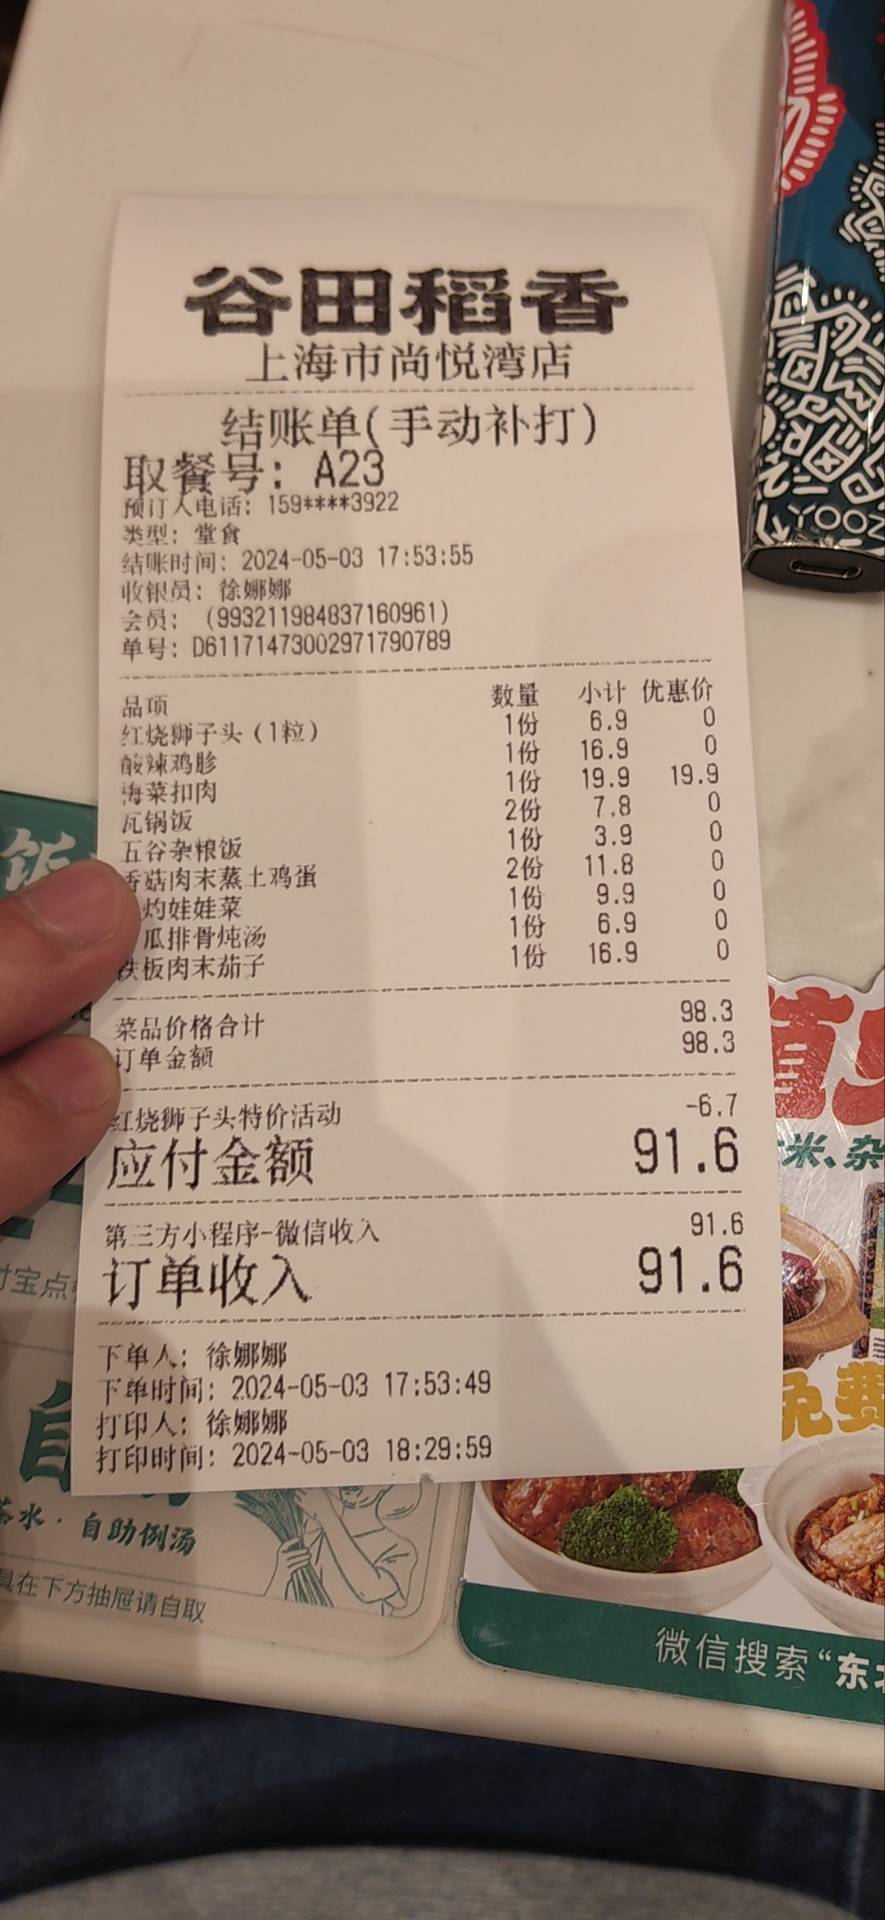 谷田稻香
上海市尚悦湾店
结账单(手动补打)
取餐号: A23
预订人电话: 159****3922
类型: 堂食
结账时间: 2024-05-03 17:53:55
收银员: 徐娜娜
会员: (993211984837160961)
单号: D611714730029717​90789
品项 数量 小计 优惠价
红烧狮子头(1粒) 1份 6.9 0
酸辣鸡胗 1份 16.9 0
海菜扣肉 1份 19.9 19.9
瓦锅饭 2份 7.8 0
五谷杂粮饭 1份 3.9 0
香菇肉末蒸土鸡蛋 2份 11.8 0
灼娃娃菜 1份 9.9 0
瓜排骨炖汤 1份 6.9 0
铁板肉末茄子 1份 16.9 0
菜品价格合计 98.3
订单金额 98.3
红烧狮子头特价活动 -6.7
应付金额 91.6
第三方小程序-微信收入 91.6
订单收入 91.6
下单人: 徐娜娜
下单时间: 2024-05-03 17:53:49
打印人: 徐娜娜
打印时间: 2024-05-03 18:29:59
饭
宝点
自
茶水·自助例汤
具在下方抽屉请自取
米、杂
免费
微信搜索“东北